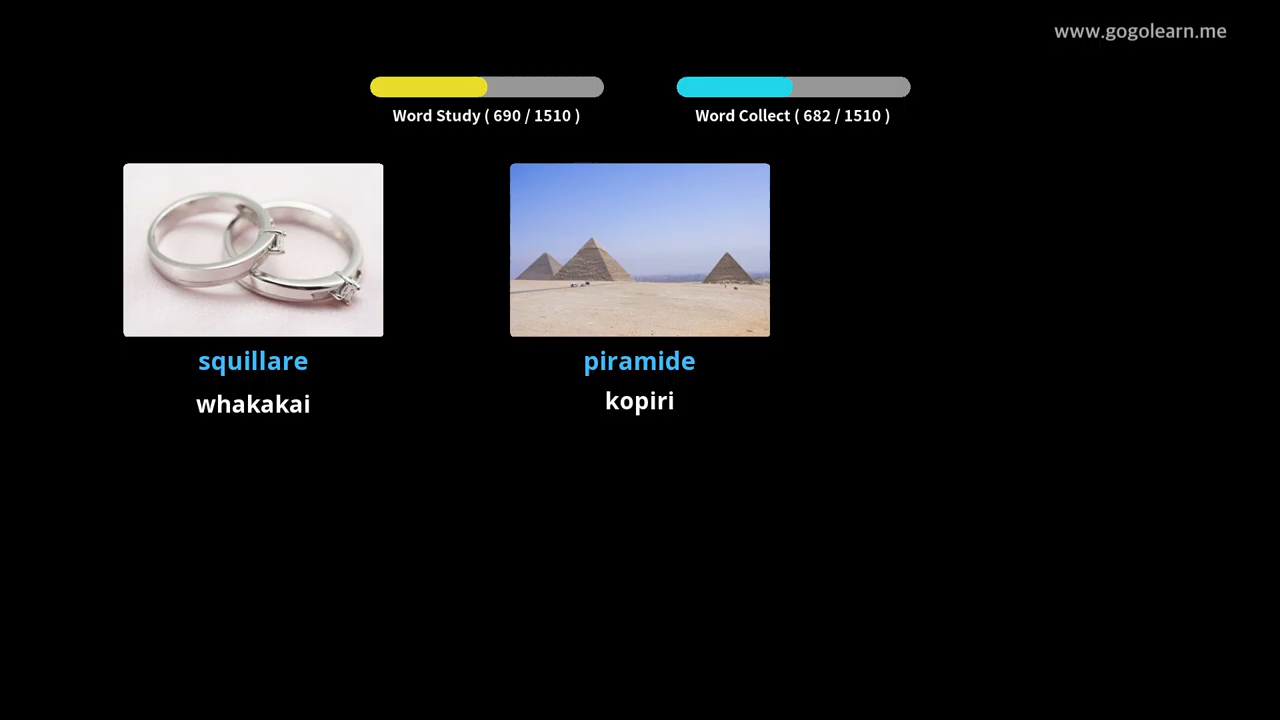 www.gogolearn.me
Word Study ( 690 / 1510 )
Word Collect ( 682 / 1510 )
squillare
piramide
whakakai
kopiri